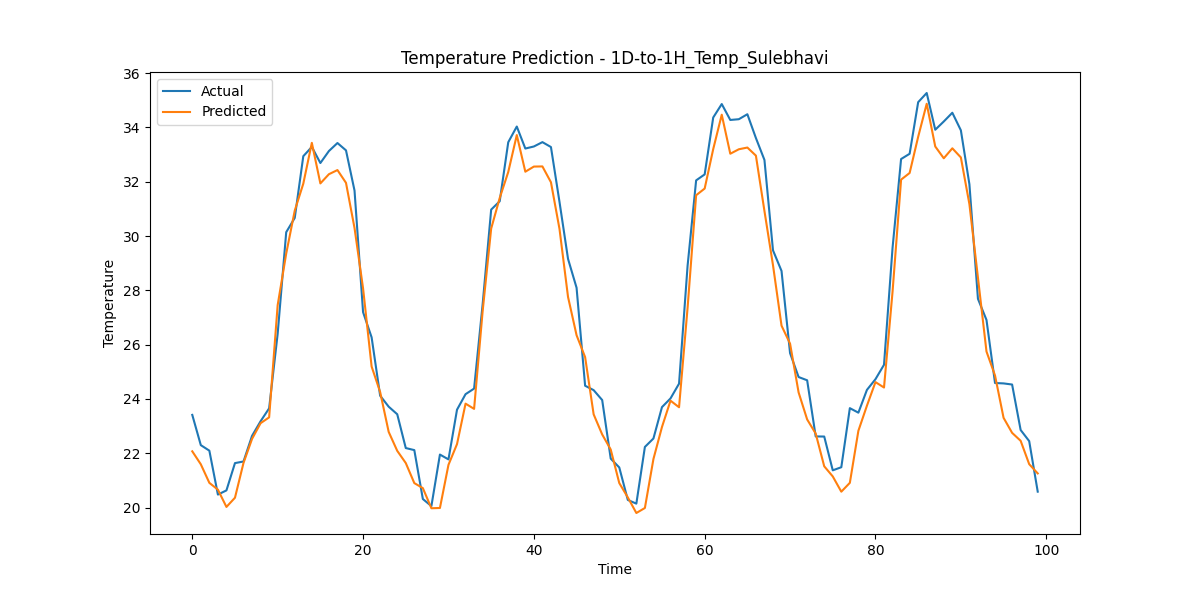 Temperature Prediction - 1D-to-1H_Temp_Sulebhavi
Actual
Predicted
36
34
32
30
28
26
24
22
20
Temperature
0 20 40 60 80 100
Time